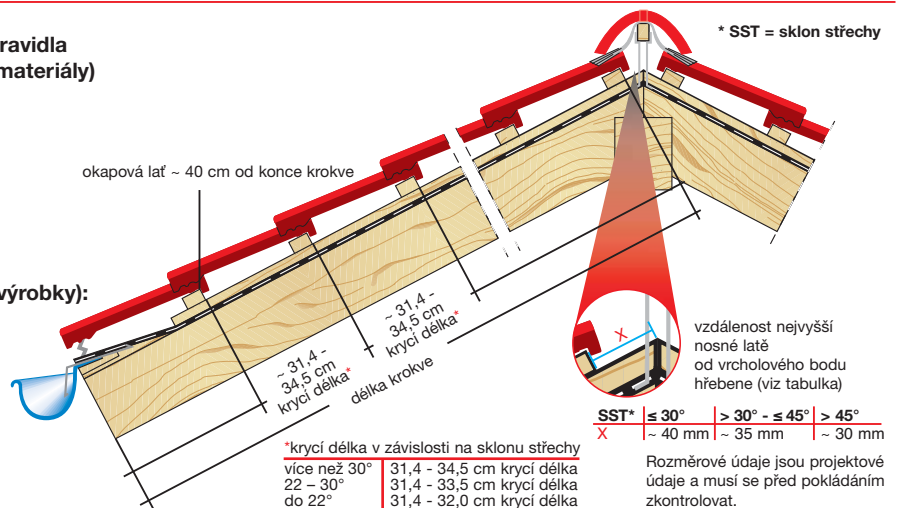 ravidla
materiály)
* SST = sklon střechy
okapová lať ~ 40 cm od konce krokve
výrobky):
~ 31,4 -
34,5 cm
krycí délka*
~ 31,4 -
34,5 cm
krycí délka*
délka krokve
X
vzdálenost nejvyšší
nosné latě
od vrcholového bodu
hřebene (viz tabulka)
SST* ≤ 30° > 30° - ≤ 45° > 45°
X ~ 40 mm ~ 35 mm ~ 30 mm
*krycí délka v závislosti na sklonu střechy
více než 30° 31,4 - 34,5 cm krycí délka
22 – 30° 31,4 - 33,5 cm krycí délka
do 22° 31,4 - 32,0 cm krycí délka
Rozměrové údaje jsou projektové
údaje a musí se před pokládáním
zkontrolovat.